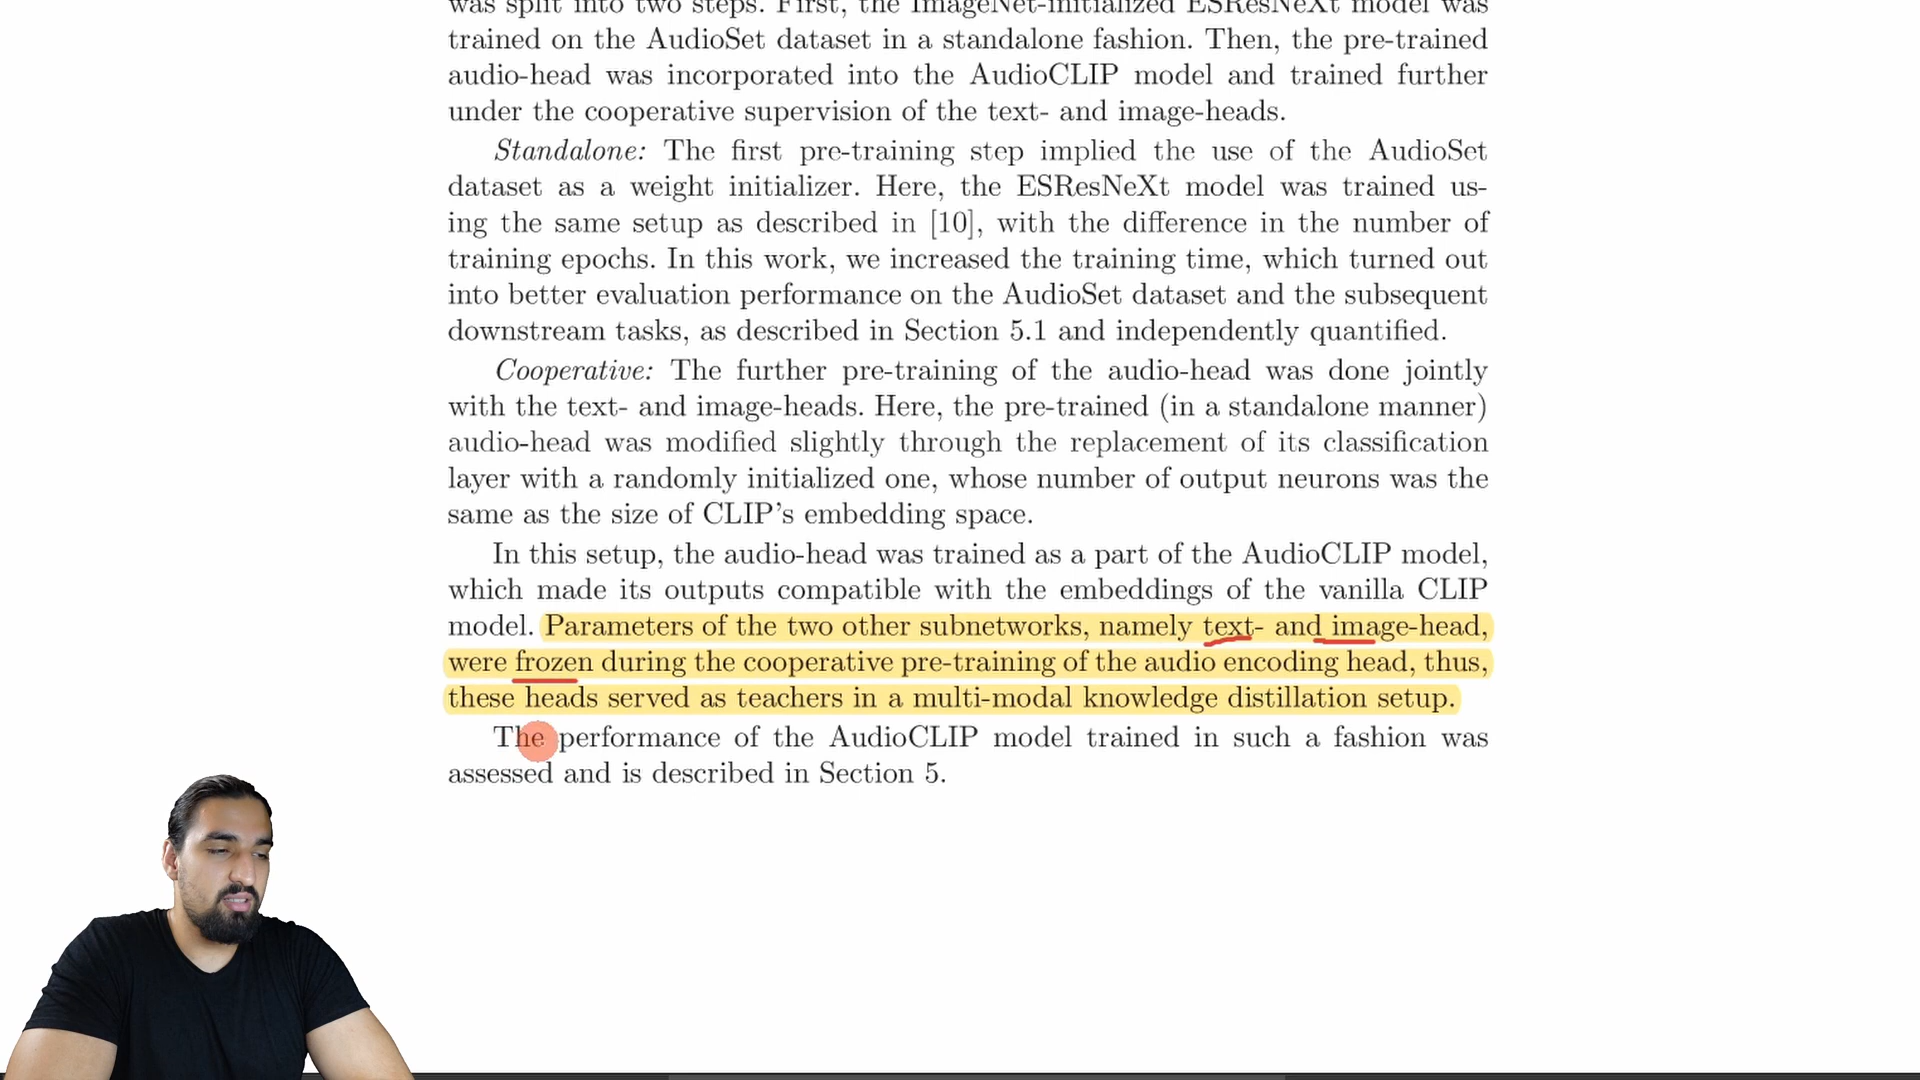 was split into two steps. First, the ImageNet-initialized ESResNeXt model was
trained on the AudioSet dataset in a standalone fashion. Then, the pre-trained
audio-head was incorporated into the AudioCLIP model and trained further
under the cooperative supervision of the text- and image-heads.
Standalone: The first pre-training step implied the use of the AudioSet
dataset as a weight initializer. Here, the ESResNeXt model was trained us-
ing the same setup as described in [10], with the difference in the number of
training epochs. In this work, we increased the training time, which turned out
into better evaluation performance on the AudioSet dataset and the subsequent
downstream tasks, as described in Section 5.1 and independently quantified.
Cooperative: The further pre-training of the audio-head was done jointly
with the text- and image-heads. Here, the pre-trained (in a standalone manner)
audio-head was modified slightly through the replacement of its classification
layer with a randomly initialized one, whose number of output neurons was the
same as the size of CLIP's embedding space.
In this setup, the audio-head was trained as a part of the AudioCLIP model,
which made its outputs compatible with the embeddings of the vanilla CLIP
model. Parameters of the two other subnetworks, namely text- and image-head,
were frozen during the cooperative pre-training of the audio encoding head, thus,
these heads served as teachers in a multi-modal knowledge distillation setup.
The performance of the AudioCLIP model trained in such a fashion was
assessed and is described in Section 5.